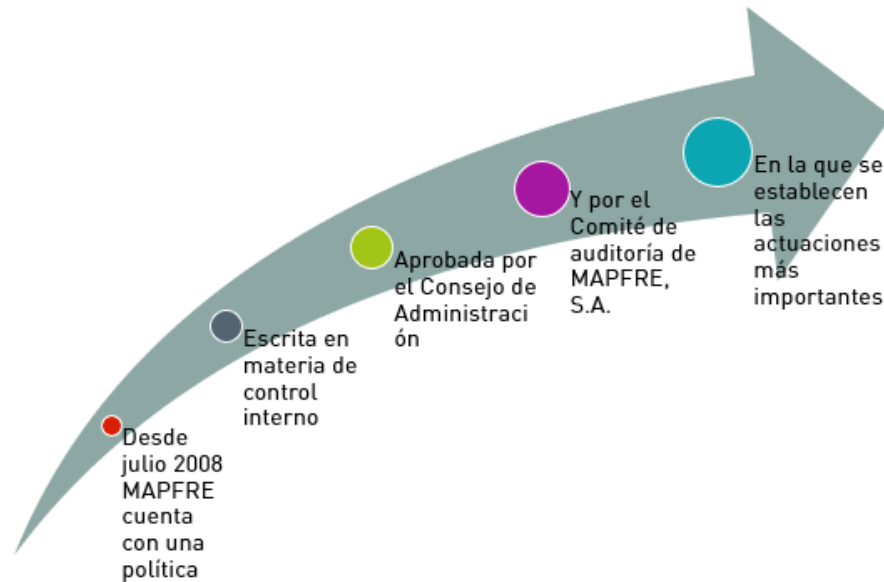 Desde
julio 2008
MAPFRE
cuenta
con una
política
Escrita en
materia de
control
interno
Aprobada por
el Consejo de
Administraci
ón
Y por el
Comité de
auditoría de
MAPFRE,
S.A.
En la que se
establecen
las
actuaciones
más
importantes